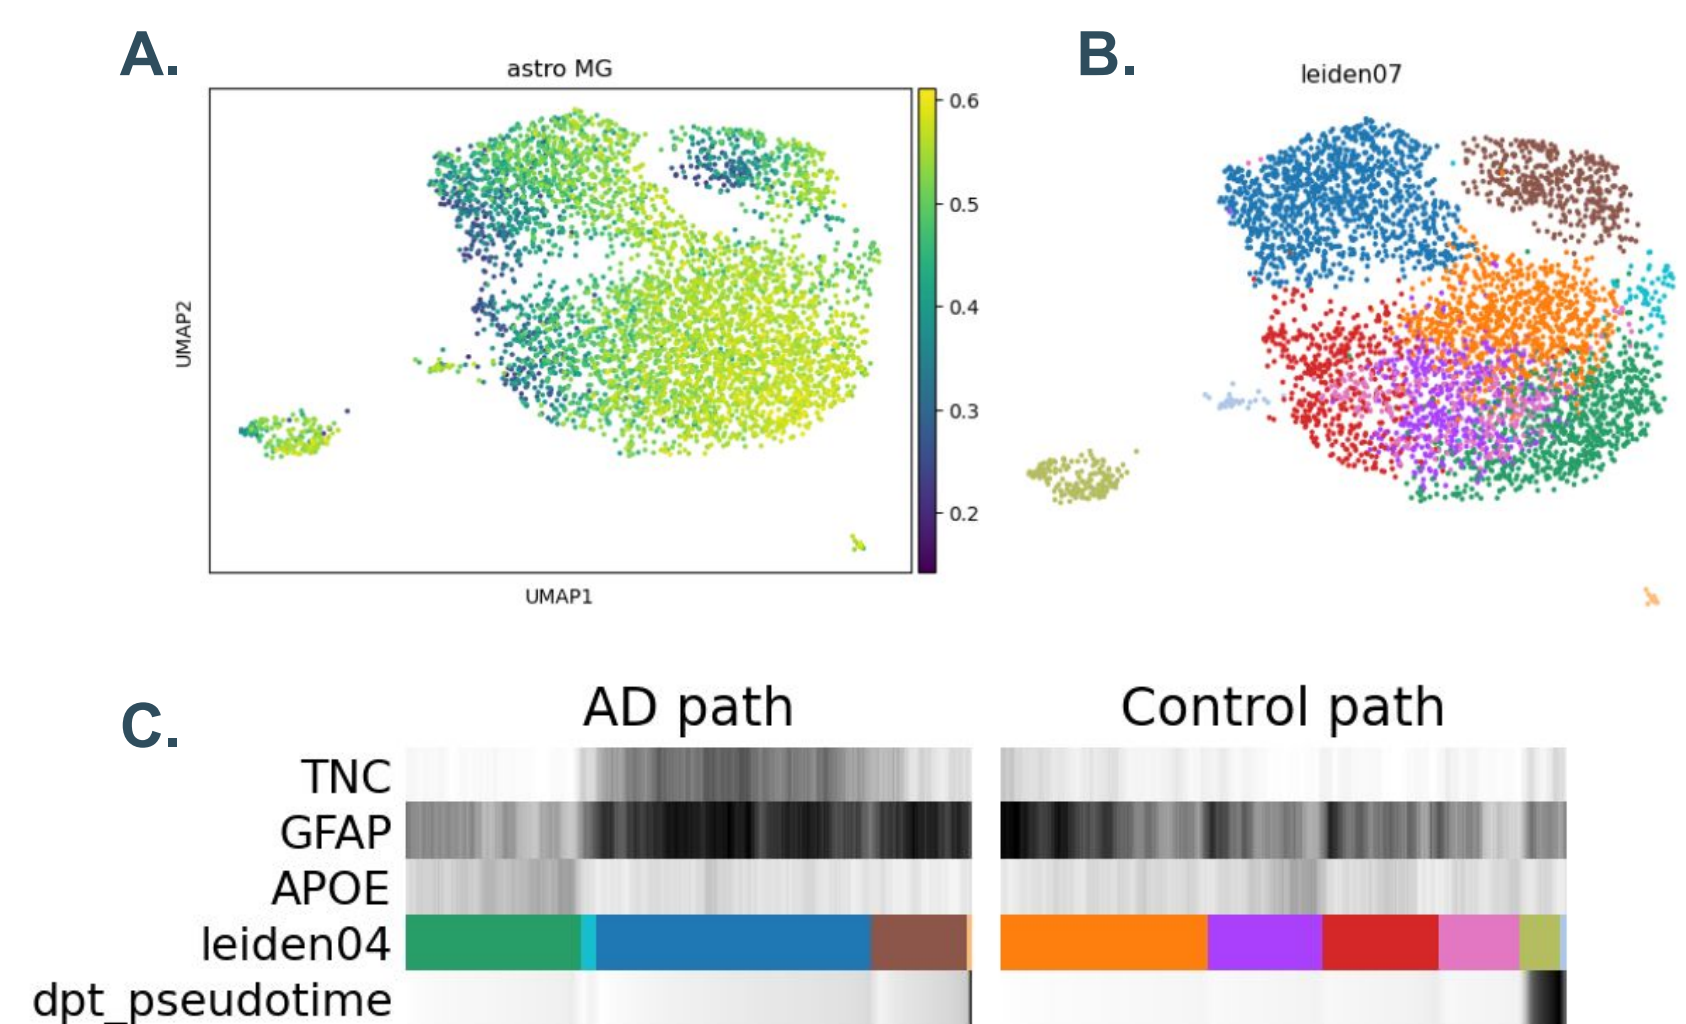 A.
astro MG
0.6
0.5
0.4
0.3
0.2
UMAP2
UMAP1
B.
leiden07
C.
AD path
Control path
TNC
GFAP
APOE
leiden04
dpt_pseudotime